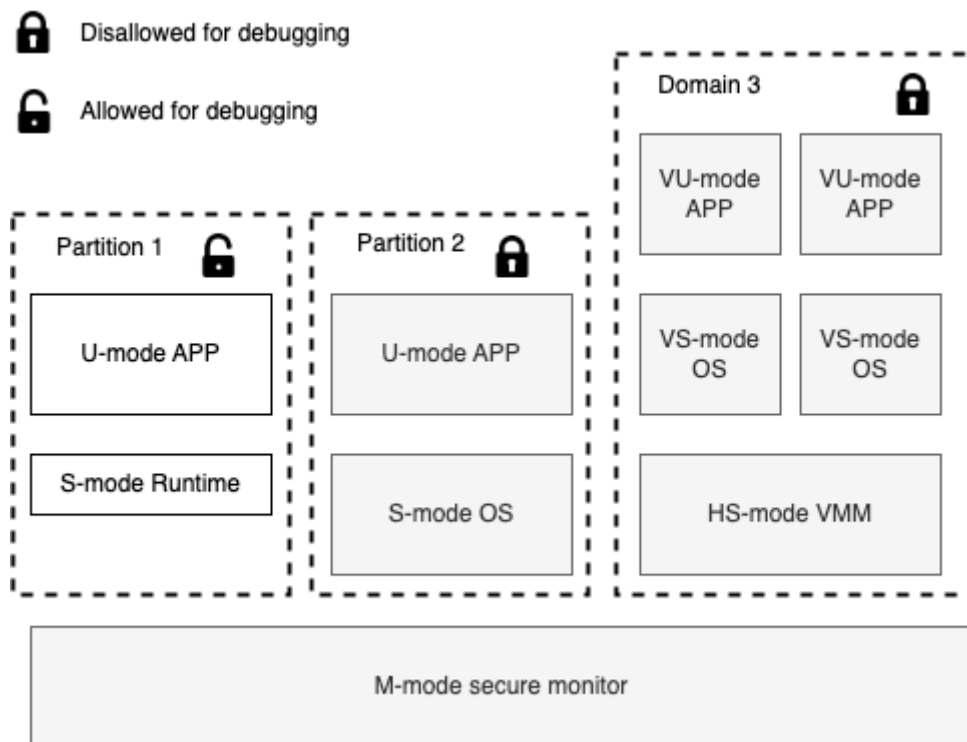 Disallowed for debugging
Allowed for debugging
Domain 3
VU-mode
APP
VU-mode
APP
Partition 1
Partition 2
U-mode APP
U-mode APP
VS-mode
OS
VS-mode
OS
S-mode Runtime
S-mode OS
HS-mode VMM
M-mode secure monitor